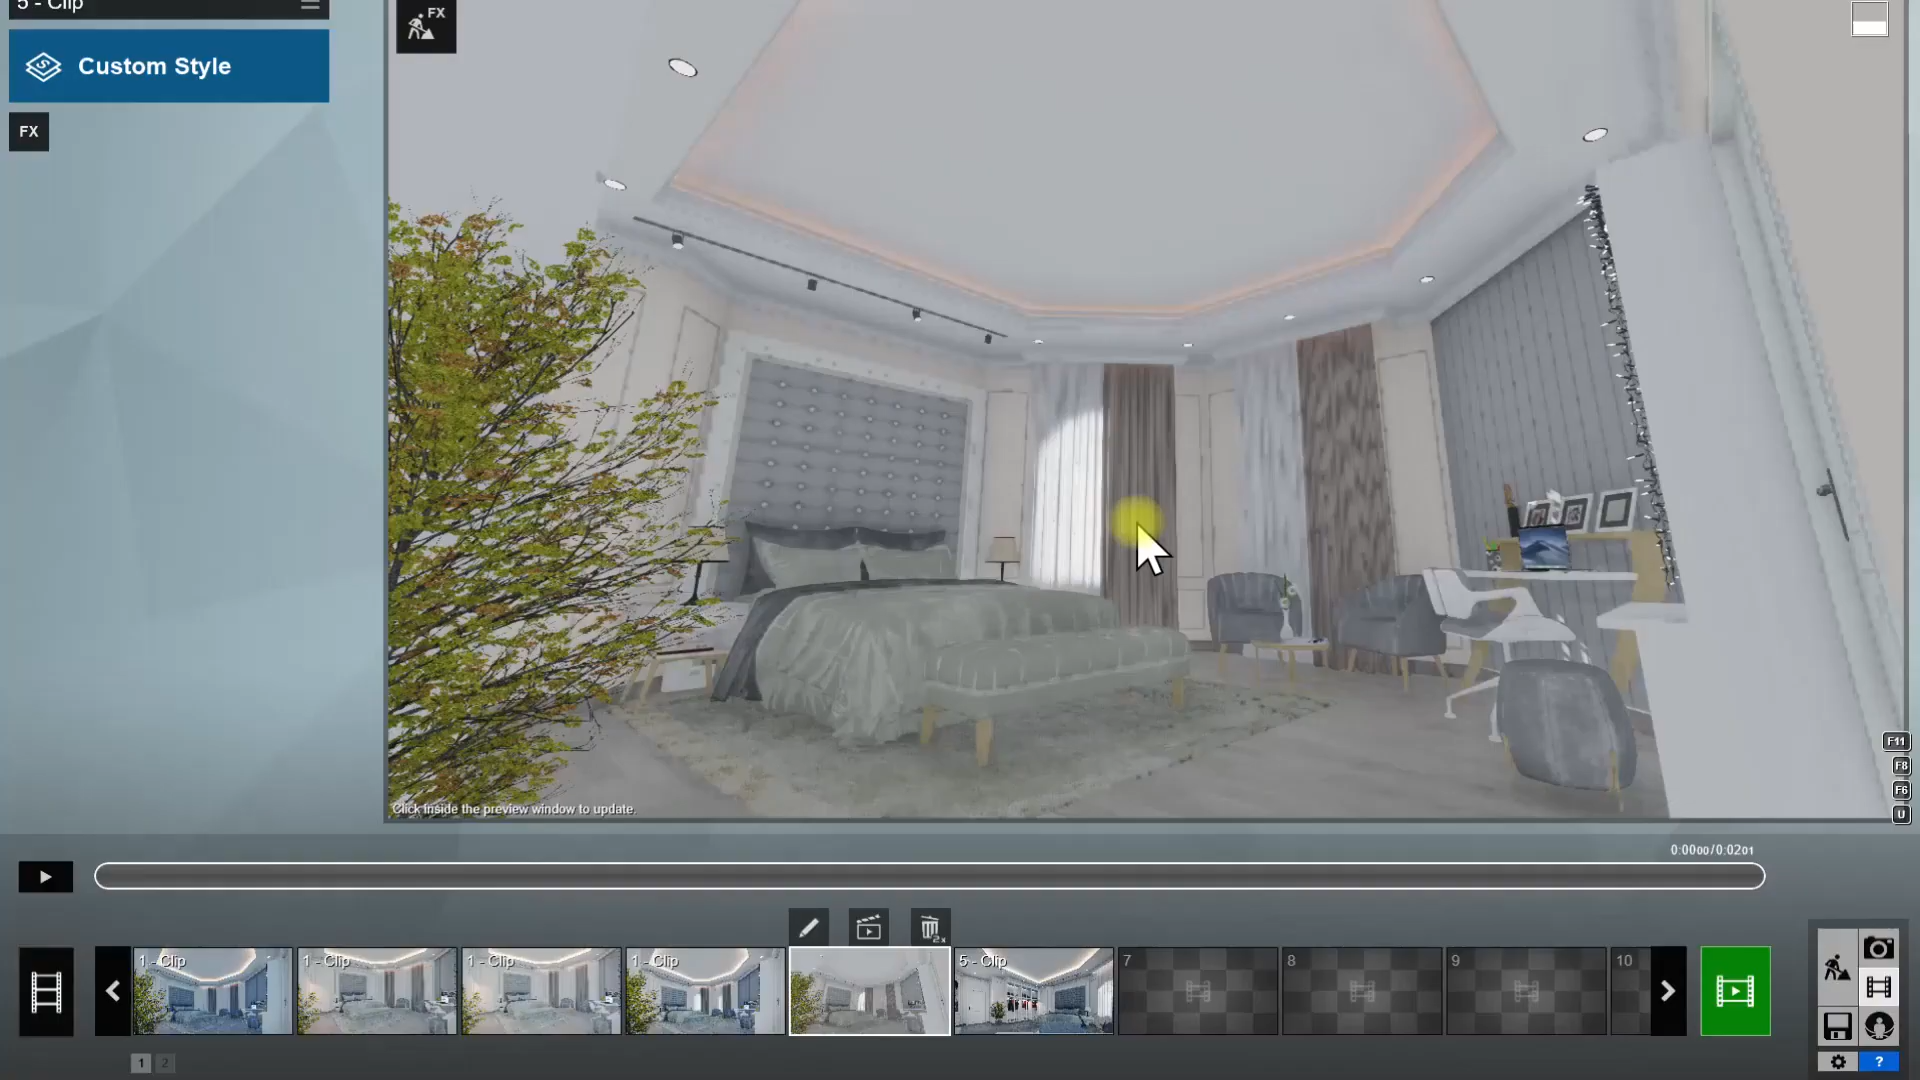 5 - Clip
FX
Custom Style
FX
Click inside the preview window to update.
F11
F8
F6
U
0:0000/0:0201
2x
1 - Clip
1 - Clip
1 - Clip
1 - Clip
5 - Clip
7
8
9
10
1
2
?